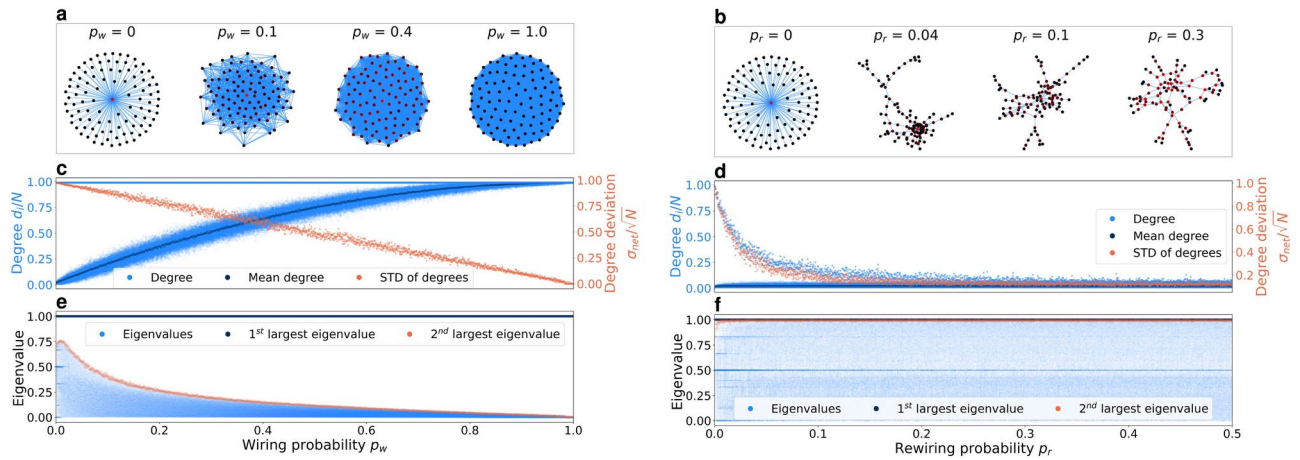 a
p_w = 0
p_w = 0.1
p_w = 0.4
p_w = 1.0
b
p_r = 0
p_r = 0.04
p_r = 0.1
p_r = 0.3
c
Degree d_i/N
1.00
0.75
0.50
0.25
0.00
Degree Mean degree STD of degrees
1.00
0.75
0.50
0.25
0.00
Degree deviation
σ_net/√N
d
Degree d_i/N
1.00
0.75
0.50
0.25
0.00
Degree
Mean degree
STD of degrees
1.0
0.8
0.6
0.4
0.2
Degree deviation
σ_net/√N
e
Eigenvalue
1.00
0.75
0.50
0.25
0.00
Eigenvalues 1st largest eigenvalue 2nd largest eigenvalue
0.0 0.2 0.4 0.6 0.8 1.0
Wiring probability p_w
f
Eigenvalue
1.00
0.75
0.50
0.25
0.00
Eigenvalues 1st largest eigenvalue 2nd largest eigenvalue
0.0 0.1 0.2 0.3 0.4 0.5
Rewiring probability p_r